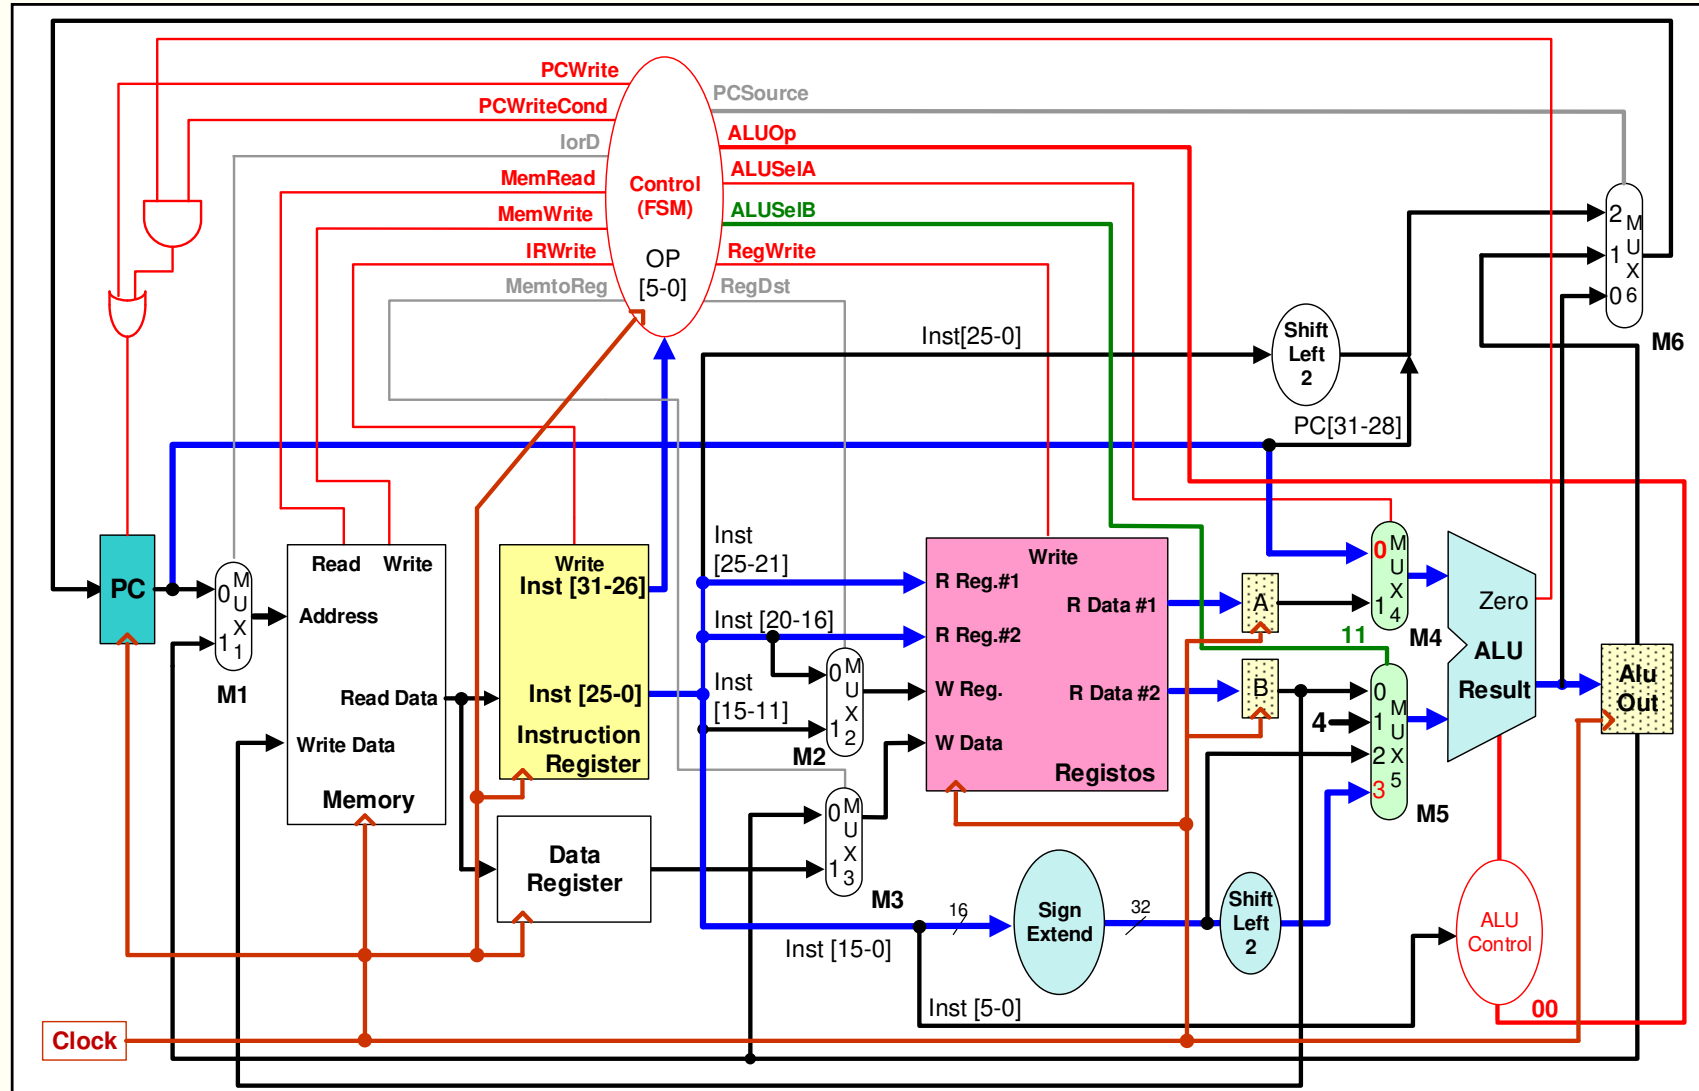 PCWrite
PCWriteCond
IorD
MemRead
MemWrite
IRWrite
MemtoReg
Control
(FSM)
OP
[5-0]
PCSource
ALUOp
ALUSelA
ALUSelB
RegWrite
RegDst
2
1
0
M
U
X
6
M6
Inst[25-0]
Shift
Left
2
PC[31-28]
PC
0
1
M
U
X
1
M1
Read
Write
Address
Read Data
Write Data
Memory
Write
Inst [31-26]
Inst [25-0]
Instruction
Register
Data
Register
Inst
[25-21]
Inst [20-16]
Inst
[15-11]
0
1
M
U
X
2
M2
0
1
M
U
X
3
M3
Write
R Reg.#1
R Reg.#2
W Reg.
W Data
R Data #1
R Data #2
Registos
A
B
0
1
M
U
X
4
M4
11
4
0
1
2
3
M
U
X
5
M5
Zero
ALU
Result
Alu
Out
Inst [15-0]
16
Sign
Extend
32
Shift
Left
2
Inst [5-0]
ALU
Control
00
Clock